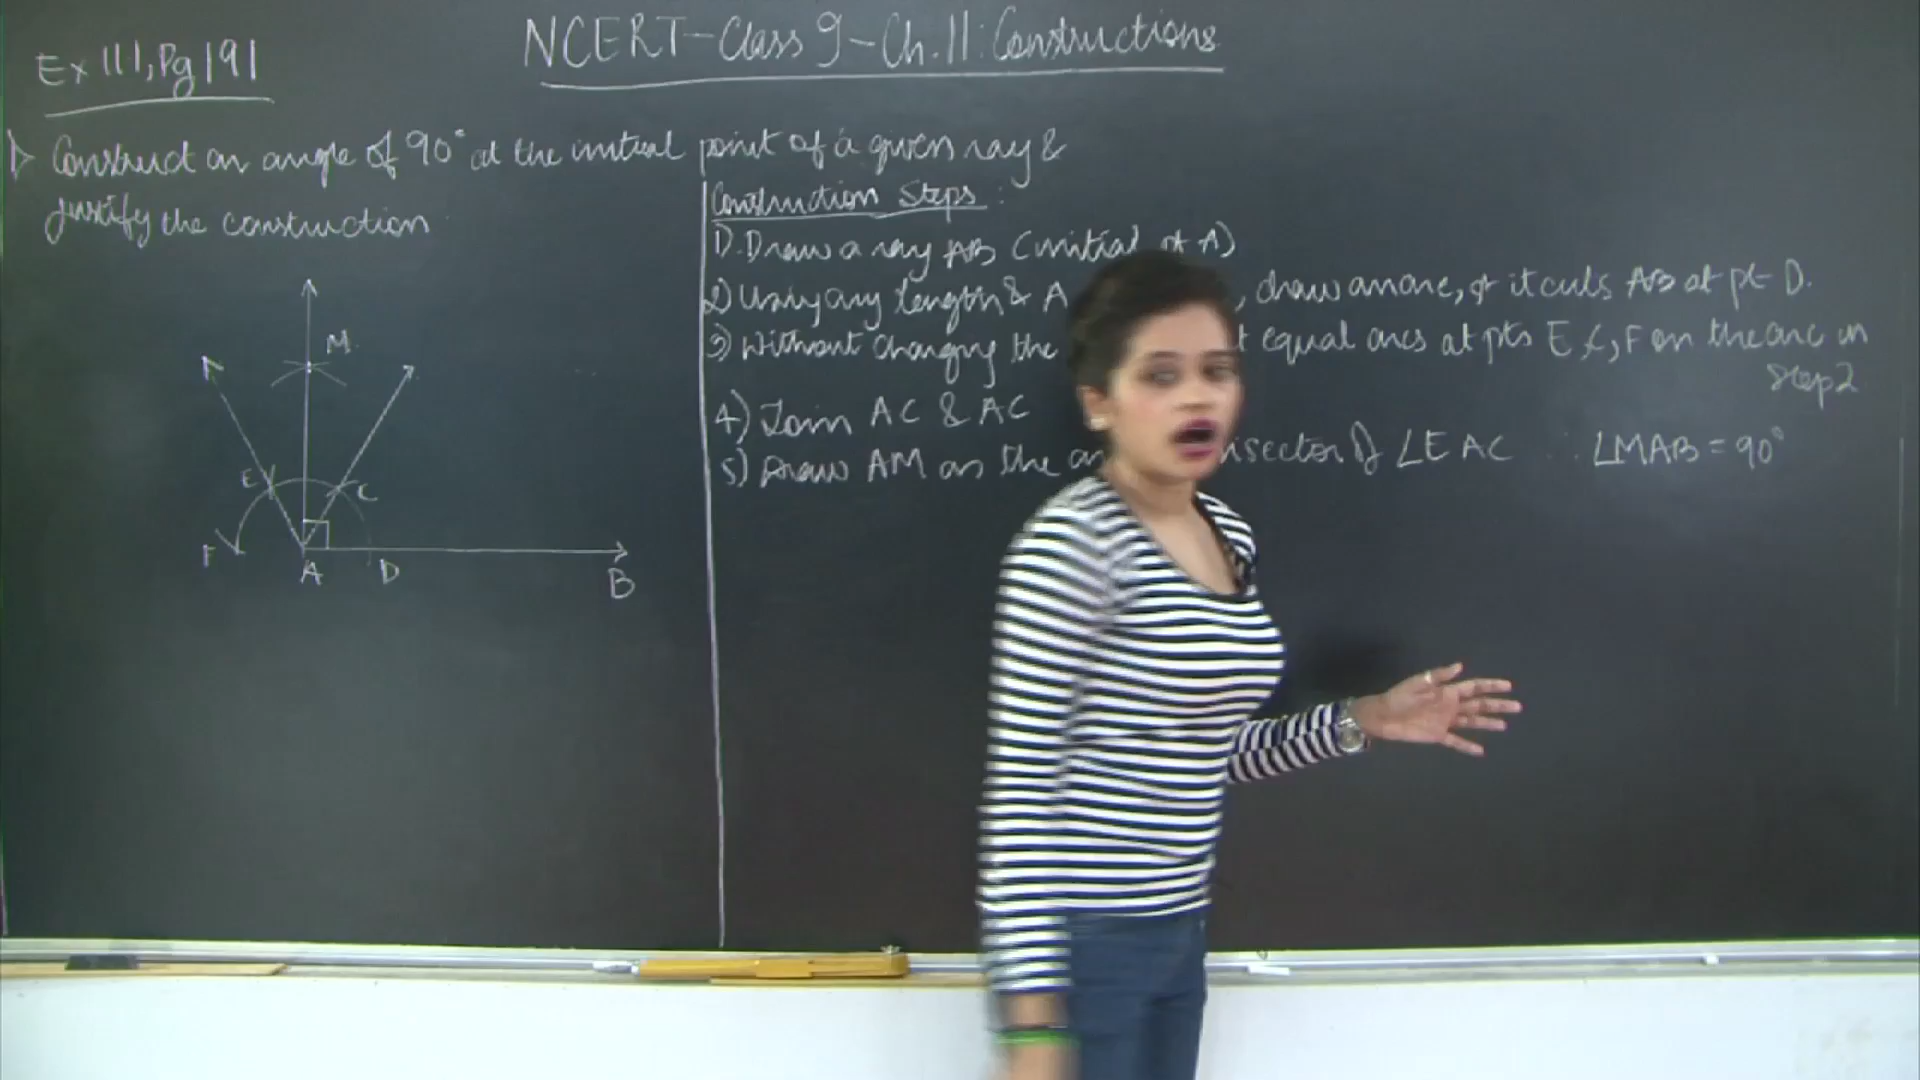 Ex 11.1, Pg 191
NCERT-Class 9-Ch.11:Constructions
1) Construct an angle of 90° at the initial point of a given ray &
justify the construction
Construction Steps :
1). Draw a ray AB (initial pt A)
2) Using any length & A , draw an arc, & it cuts AB at pt D.
3) Without changing the equal arcs at pts E, C, F on the arc in
step 2
4) Join AC & AC
5) Draw AM as the bisector of ∠EAC ∴ ∠MAB = 90°
M
E
C
F
A
D
B